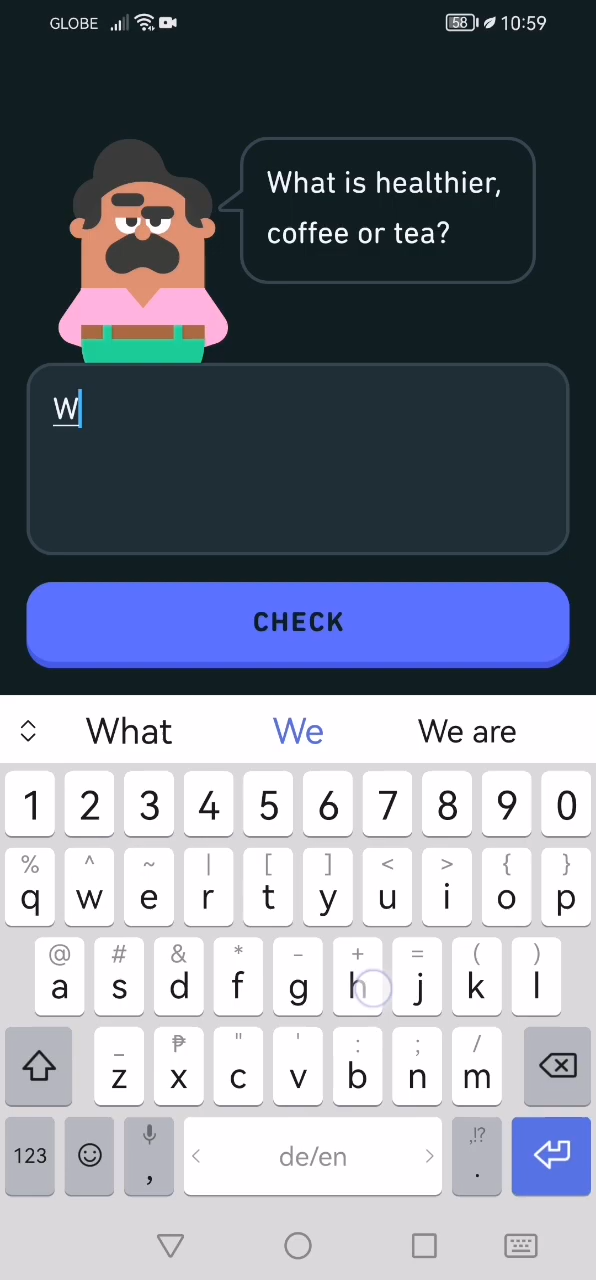 GLOBE 58 10:59
What is healthier,
coffee or tea?
W
CHECK
What We We are
1 2 3 4 5 6 7 8 9 0
% ^ ~ | [ ] < > { }
q w e r t y u i o p
@ # & * - + = ( )
a s d f g h j k l
_ ₱ " ' : ; /
z x c v b n m
123 , < de/en > ,!? .